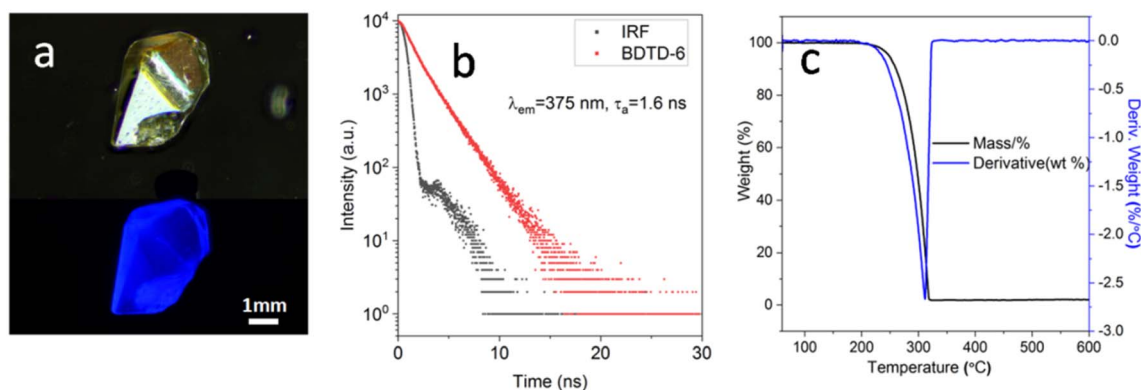 a
1mm
b
IRF
BDTD-6
λem=375 nm, τa=1.6 ns
10⁴
10³
10²
10¹
10⁰
Intensity (a.u.)
0
10
20
30
Time (ns)
c
Mass/%
Derivative(wt %)
100
80
60
40
20
0
Weight (%)
0.0
-0.5
-1.0
-1.5
-2.0
-2.5
-3.0
Deriv. Weight (%/°C)
100
200
300
400
500
600
Temperature (°C)